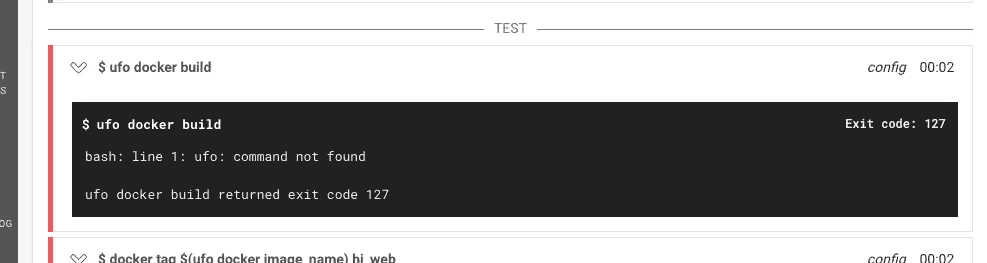 TEST
T
S
$ ufo docker build config 00:02
$ ufo docker build Exit code: 127
bash: line 1: ufo: command not found
ufo docker build returned exit code 127
OG
$ docker tag $(ufo docker image_name) hi_web config 00:02